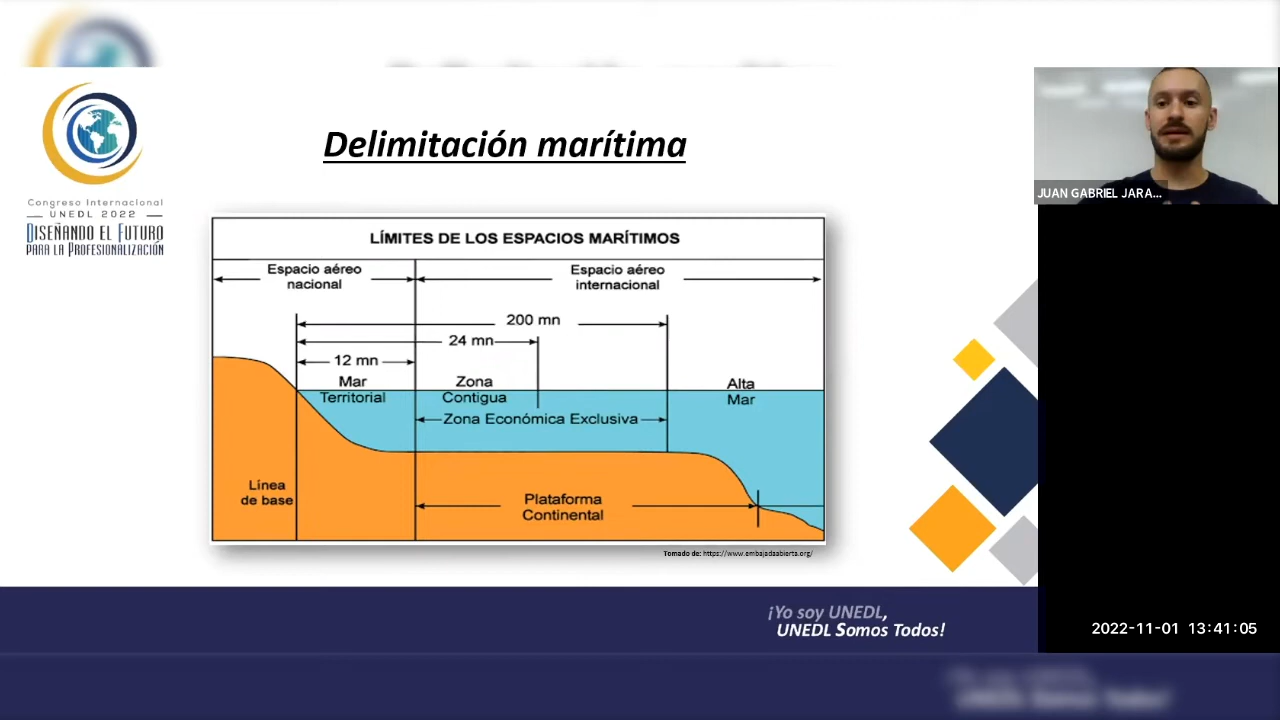 Delimitación marítima
Congreso Internacional
UNEDL 2022
DISEÑANDO EL FUTURO
PARA LA PROFESIONALIZACIÓN
JUAN GABRIEL JARA...
LÍMITES DE LOS ESPACIOS MARÍTIMOS
Espacio aéreo
nacional
Espacio aéreo
internacional
200 mn
24 mn
12 mn
Mar
Territorial
Zona
Contigua
Alta
Mar
Zona Económica Exclusiva
Línea
de base
Plataforma
Continental
Tomado de: https://www.embajadaabierta.org/
¡Yo soy UNEDL,
UNEDL Somos Todos!
2022-11-01 13:41:05